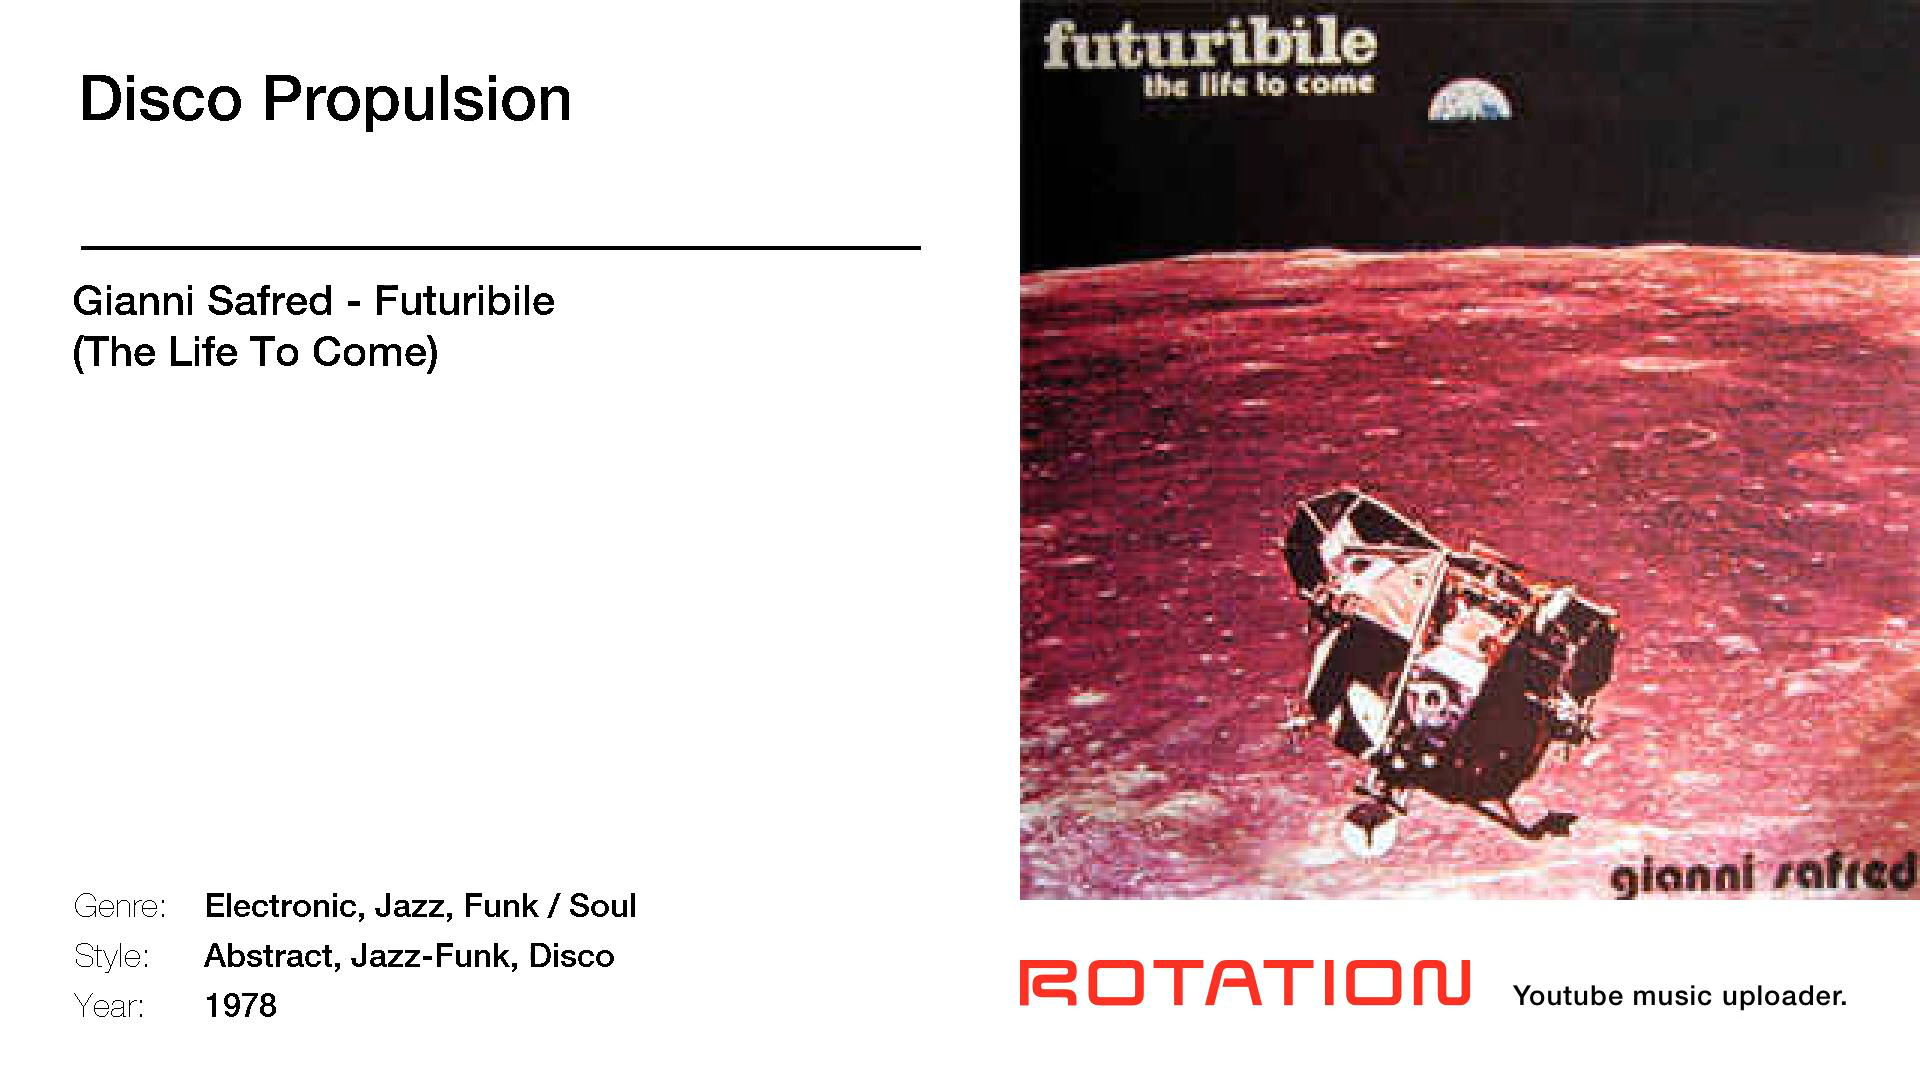 Disco Propulsion
Gianni Safred - Futuribile
(The Life To Come)
Genre: Electronic, Jazz, Funk / Soul
Style: Abstract, Jazz-Funk, Disco
Year: 1978
futuribile
the life to come
gianni safred
ROTATION
Youtube music uploader.